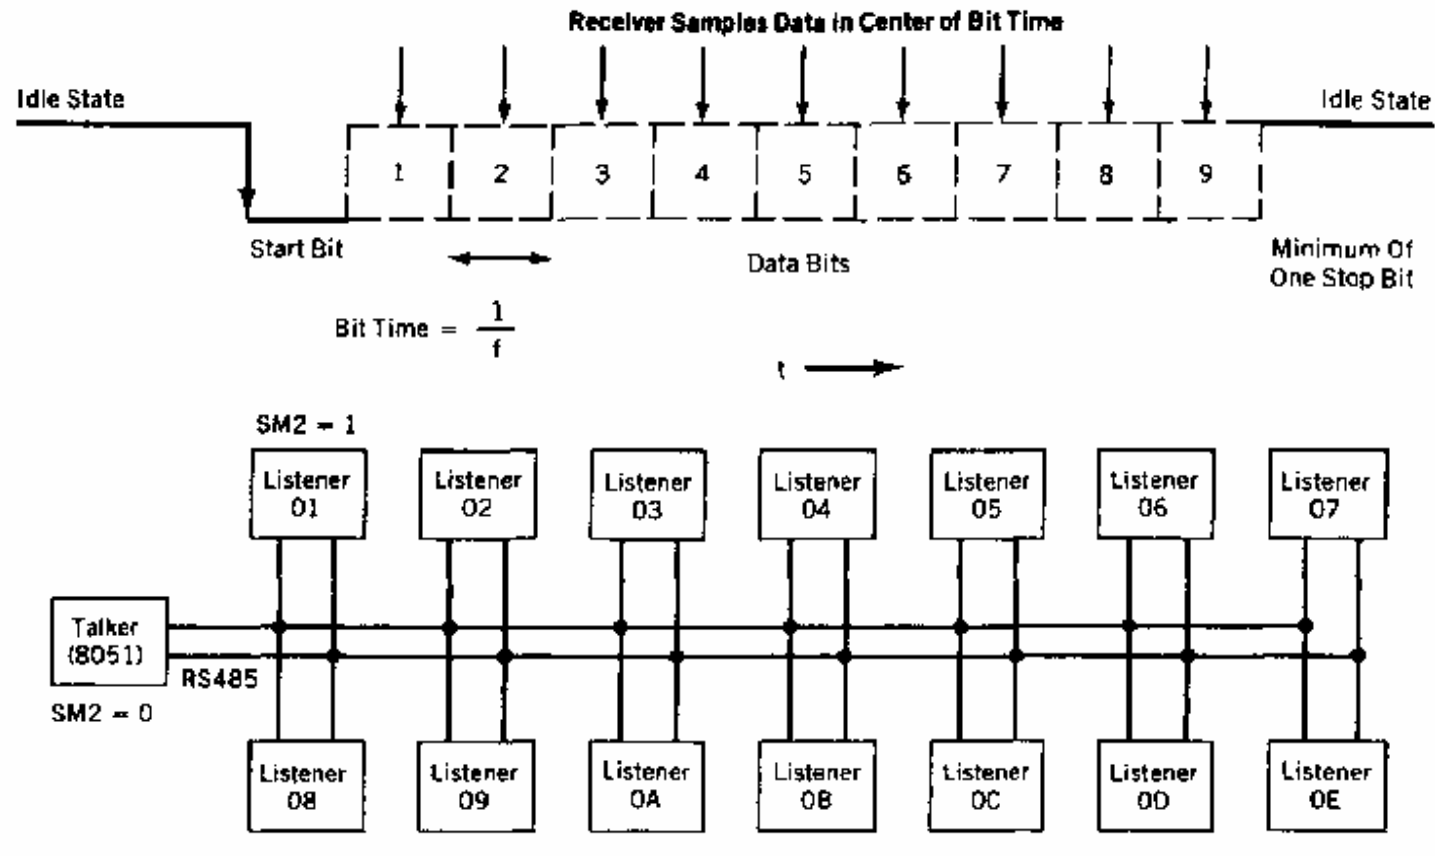 Receiver Samples Data in Center of Bit Time
Idle State
Idle State
1 2 3 4 5 6 7 8 9
Start Bit
Data Bits
Minimum Of
One Stop Bit
Bit Time = 1/f
t
SM2 = 1
Listener
01
Listener
02
Listener
03
Listener
04
Listener
05
Listener
06
Listener
07
Talker
(8051)
RS485
SM2 = 0
Listener
08
Listener
09
Listener
0A
Listener
0B
Listener
0C
Listener
0D
Listener
0E